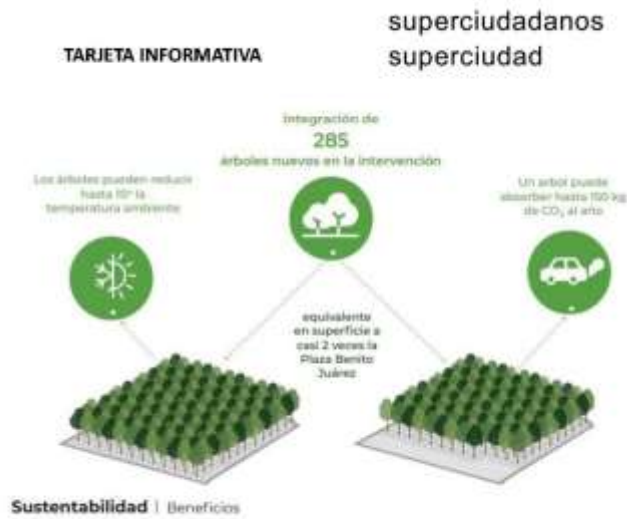 superciudadanos
TARJETA INFORMATIVA
superciudad
Integración de
285
árboles nuevos en la intervención
Los árboles pueden reducir
hasta 10° la
temperatura ambiente
Un arbol puede
absorber hasta 150 kg
de CO₂ al año
equivalente
en superficie a
casi 2 veces la
Plaza Benito
Juárez
Sustentabilidad | Beneficios